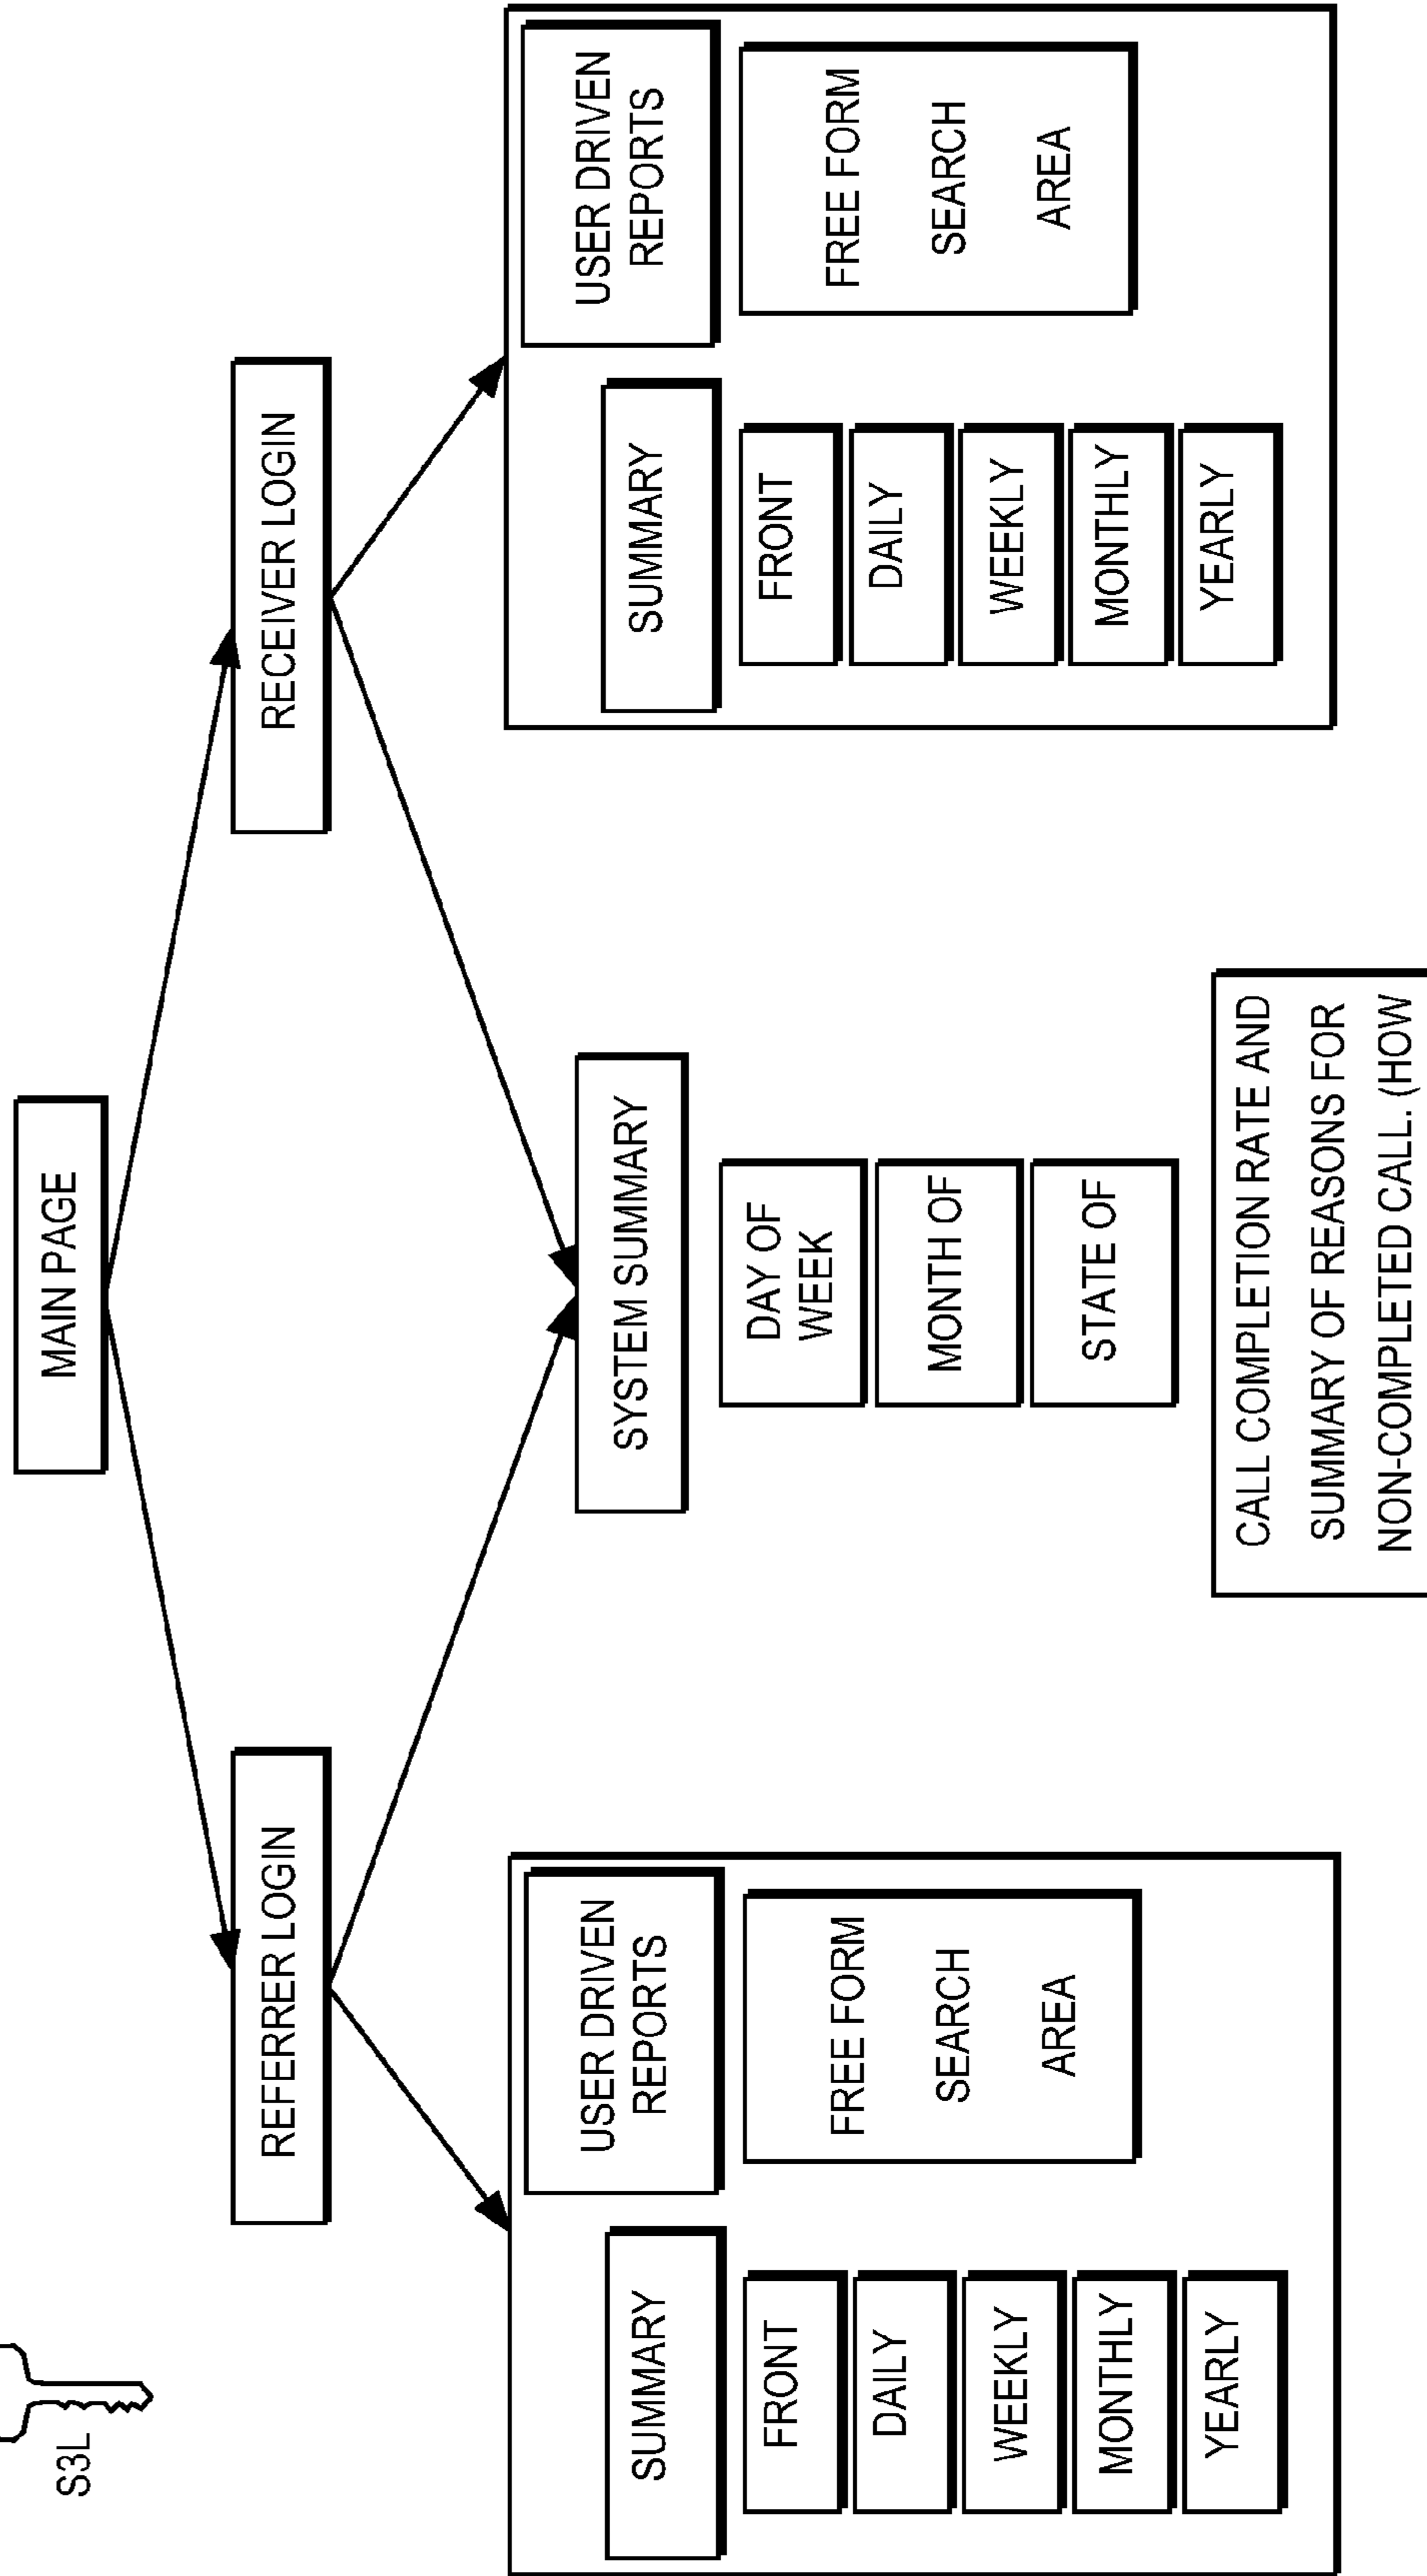 S3L
MAIN PAGE
REFERRER LOGIN
RECEIVER LOGIN
SUMMARY
FRONT
DAILY
WEEKLY
MONTHLY
YEARLY
USER DRIVEN
REPORTS
FREE FORM
SEARCH
AREA
SYSTEM SUMMARY
DAY OF
WEEK
MONTH OF
STATE OF
CALL COMPLETION RATE AND
SUMMARY OF REASONS FOR
NON-COMPLETED CALL. (HOW
SUMMARY
FRONT
DAILY
WEEKLY
MONTHLY
YEARLY
USER DRIVEN
REPORTS
FREE FORM
SEARCH
AREA